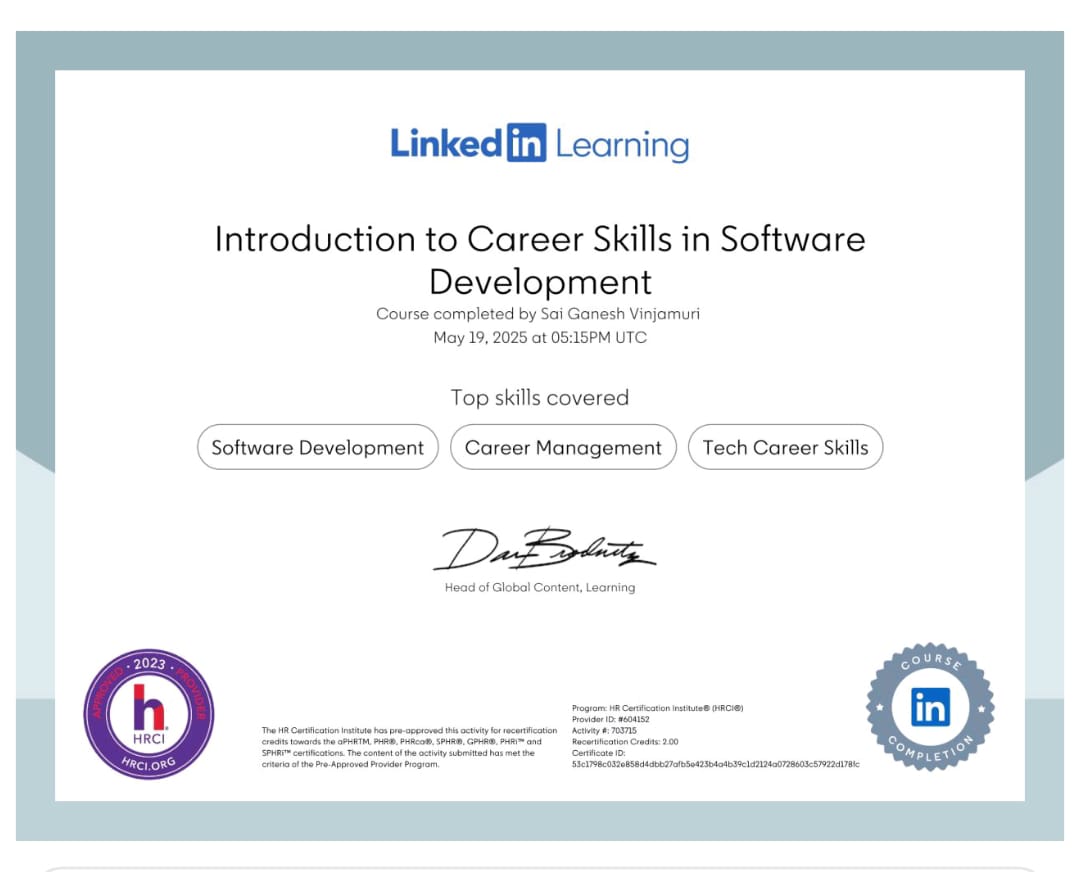 LinkedIn Learning
Introduction to Career Skills in Software
Development
Course completed by Sai Ganesh Vinjamuri
May 19, 2025 at 05:15PM UTC
Top skills covered
Software Development
Career Management
Tech Career Skills
Dan Brodnitz
Head of Global Content, Learning
APPROVED · 2023 · PROVIDER
h
HRCI
HRCI.ORG
The HR Certification Institute has pre-approved this activity for recertification
credits towards the aPHRTM, PHR®, PHRca®, SPHR®, GPHR®, PHRi™ and
SPHRi™ certifications. The content of the activity submitted has met the
criteria of the Pre-Approved Provider Program.
Program: HR Certification Institute® (HRCI®)
Provider ID: #604152
Activity #: 703715
Recertification Credits: 2.00
Certificate ID:
53c1798c032e858d4dbb27afb5e423b4a4b39c1d2124a0728603c57922d178fc
COURSE
in
COMPLETION